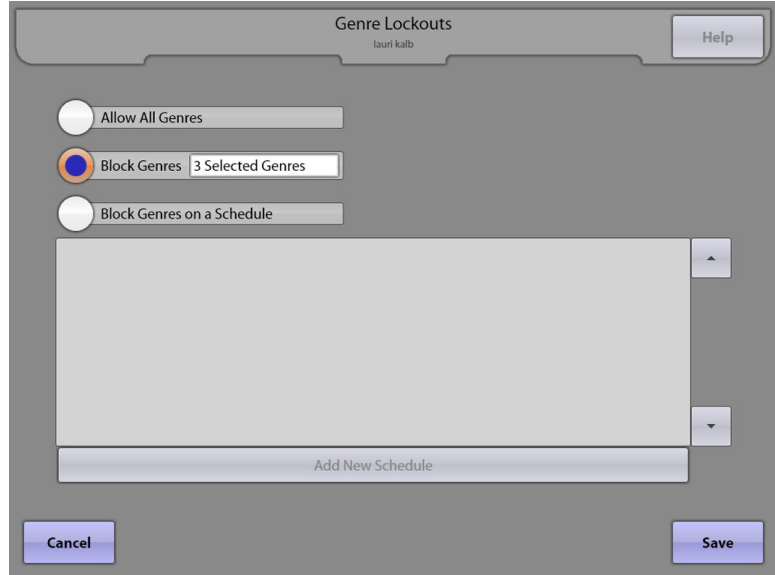 Genre Lockouts
lauri kalb
Help
Allow All Genres
Block Genres 3 Selected Genres
Block Genres on a Schedule
Add New Schedule
Cancel
Save